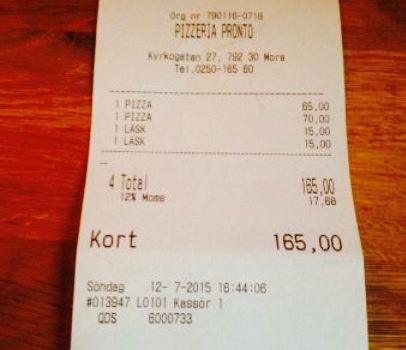 Org nr:790116-0716
PIZZERIA PRONTO
Kyrkogatan 27, 792 30 Mora
Tel.0250-165 60
1 PIZZA 65,00
1 PIZZA 70,00
1 LÄSK 15,00
1 LÄSK 15,00
4 Total 165,00
12% Moms 17,68
Kort 165,00
Söndag 12- 7-2015 16:44:06
#013947 L0101 Kassör 1
QDS 6000733